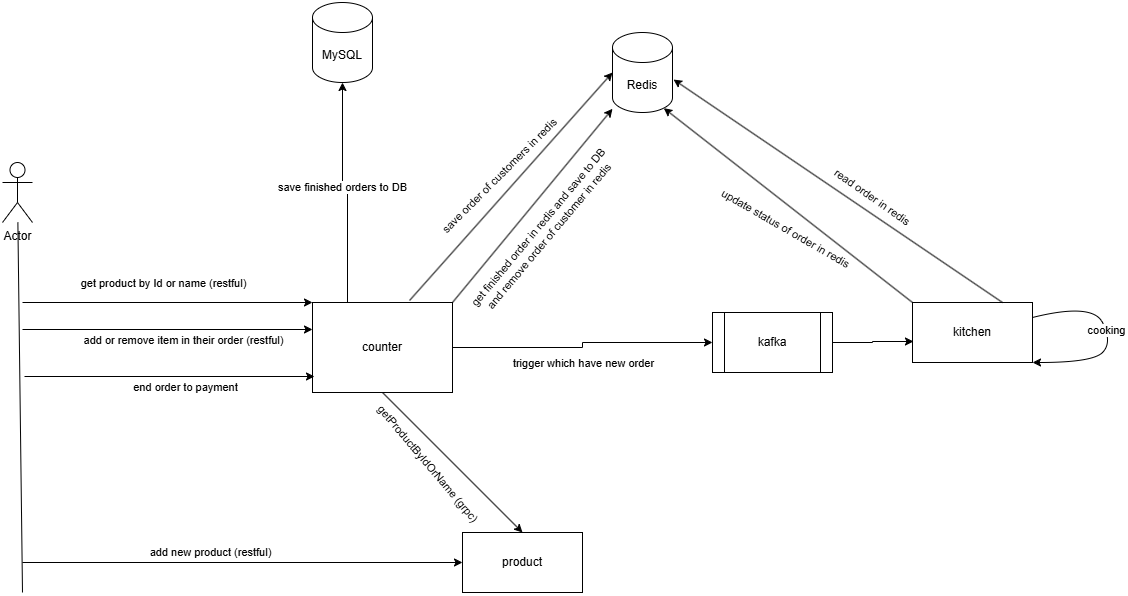 MySQL
Redis
save finished orders to DB
save order of customers in redis
get finished order in redis and save to DB
and remove order of customer in redis
update status of order in redis
read order in redis
Actor
get product by Id or name (restful)
add or remove item in their order (restful)
end order to payment
counter
trigger which have new order
kafka
kitchen
cooking
getProductByIdOrName (grpc)
add new product (restful)
product